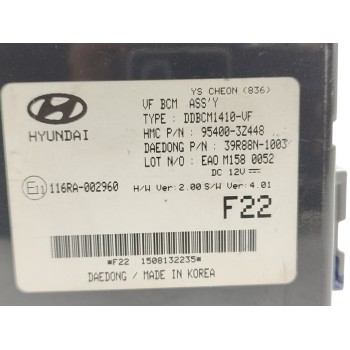 YS CHEON (836)
VF BCM ASS'Y
TYPE : DDBCM1410-VF
HYUNDAI
HMC P/N : 95400-3Z448
DAEDONG P/N : 39R88N-1003
LOT N/O : EAO M158 0052
DC 12V
E11 116RA-002960
H/W Ver: 2.00 S/W Ver: 4.01
F22
*F22 1508132235*
DAEDONG / MADE IN KOREA